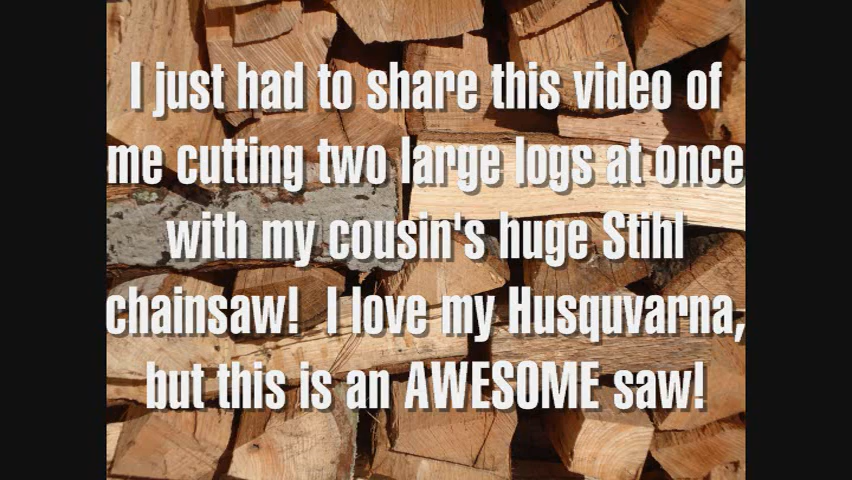 I just had to share this video of
me cutting two large logs at once
with my cousin's huge Stihl
chainsaw!  I love my Husquvarna,
but this is an AWESOME saw!